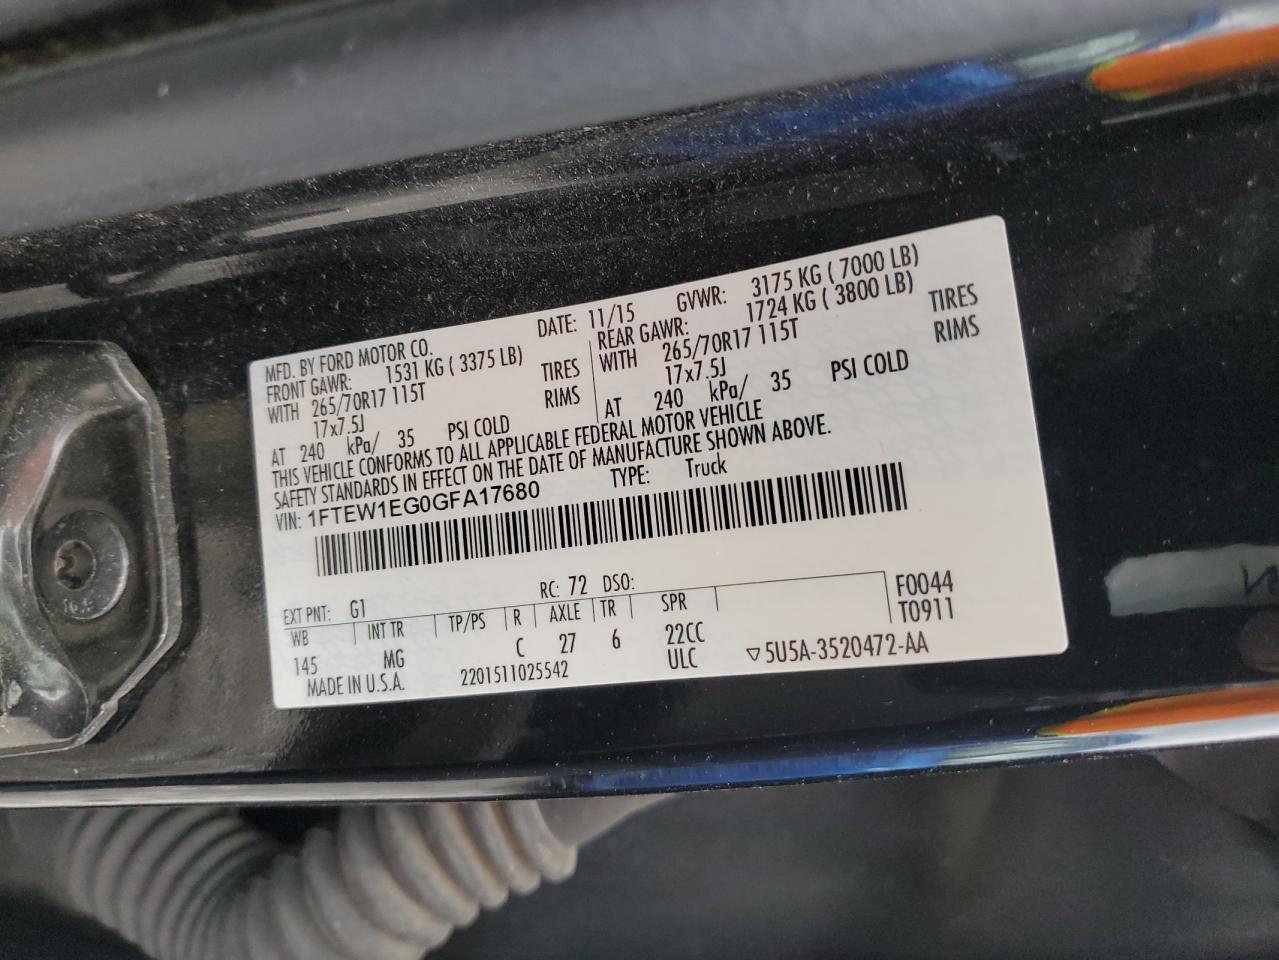 MFD. BY FORD MOTOR CO. DATE: 11/15 GVWR: 3175 KG ( 7000 LB)
FRONT GAWR: 1531 KG ( 3375 LB) REAR GAWR: 1724 KG ( 3800 LB)
WITH 265/70R17 115T TIRES WITH 265/70R17 115T TIRES
17x7.5J RIMS 17x7.5J RIMS
AT 240 kPa/ 35 PSI COLD AT 240 kPa/ 35 PSI COLD
THIS VEHICLE CONFORMS TO ALL APPLICABLE FEDERAL MOTOR VEHICLE
SAFETY STANDARDS IN EFFECT ON THE DATE OF MANUFACTURE SHOWN ABOVE.
VIN: 1FTEW1EG0GFA17680 TYPE: Truck
EXT PNT: G1 RC: 72 DSO: F0044
WB INT TR TP/PS R AXLE TR SPR T0911
145 MG C 27 6 22CC
MADE IN U.S.A. 2201511025542 ULC ▽5U5A-3520472-AA